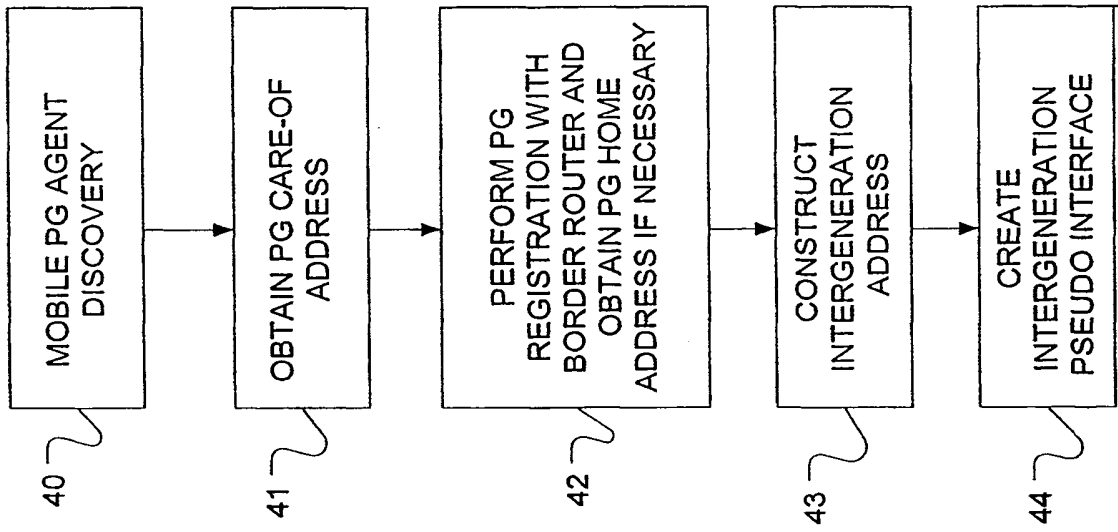 40
MOBILE PG AGENT
DISCOVERY
41
OBTAIN PG CARE-OF
ADDRESS
42
PERFORM PG
REGISTRATION WITH
BORDER ROUTER AND
OBTAIN PG HOME
ADDRESS IF NECESSARY
43
CONSTRUCT
INTERGENERATION
ADDRESS
44
CREATE
INTERGENERATION
PSEUDO INTERFACE